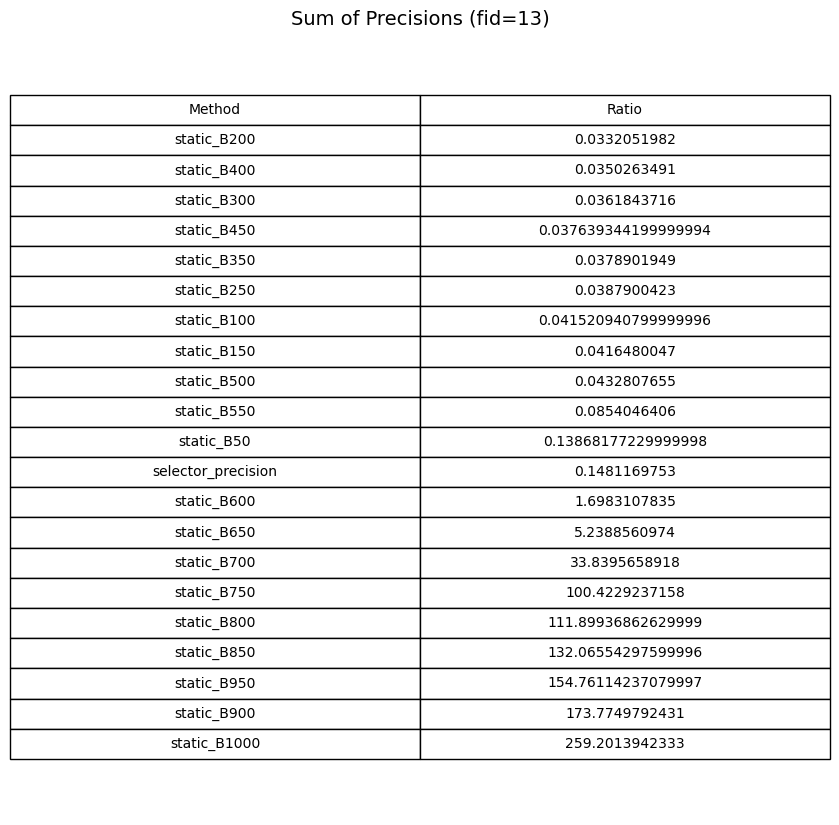 Sum of Precisions (fid=13)
Method Ratio
static_B200 0.0332051982
static_B400 0.0350263491
static_B300 0.0361843716
static_B450 0.037639344199999994
static_B350 0.0378901949
static_B250 0.0387900423
static_B100 0.041520940799999996
static_B150 0.0416480047
static_B500 0.0432807655
static_B550 0.0854046406
static_B50 0.13868177229999998
selector_precision 0.1481169753
static_B600 1.6983107835
static_B650 5.2388560974
static_B700 33.8395658918
static_B750 100.4229237158
static_B800 111.89936862629999
static_B850 132.06554297599996
static_B950 154.76114237079997
static_B900 173.7749792431
static_B1000 259.2013942333